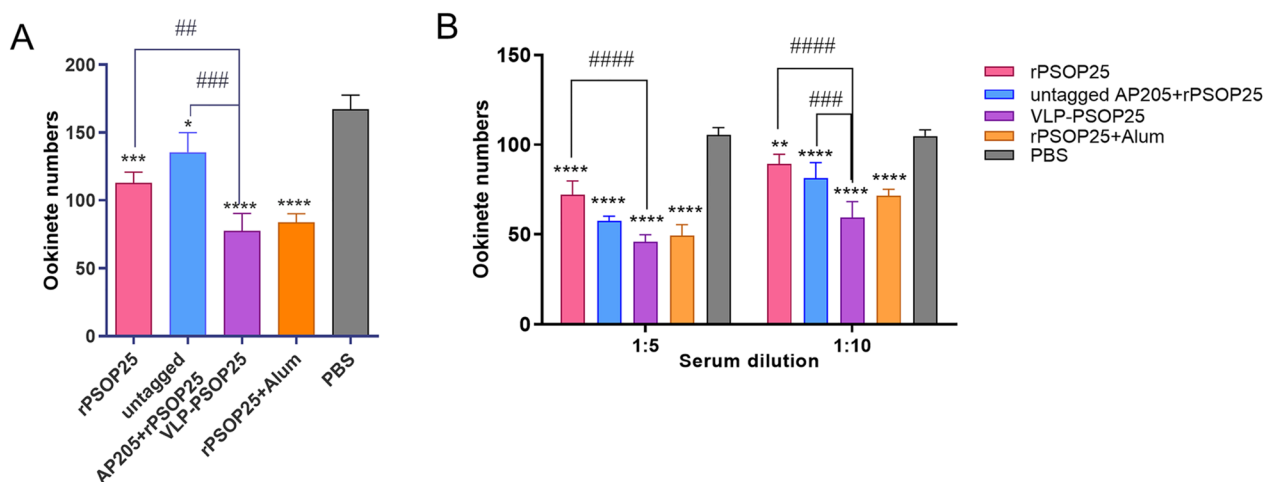 A
Ookinete numbers
200
150
100
50
0
##
###
***
*
****
****
rPSOP25
untagged
AP205+rPSOP25
VLP-PSOP25
rPSOP25+Alum
PBS
B
Ookinete numbers
150
100
50
0
####
****
****
****
****
####
###
**
****
****
****
1:5
1:10
Serum dilution
rPSOP25
untagged AP205+rPSOP25
VLP-PSOP25
rPSOP25+Alum
PBS